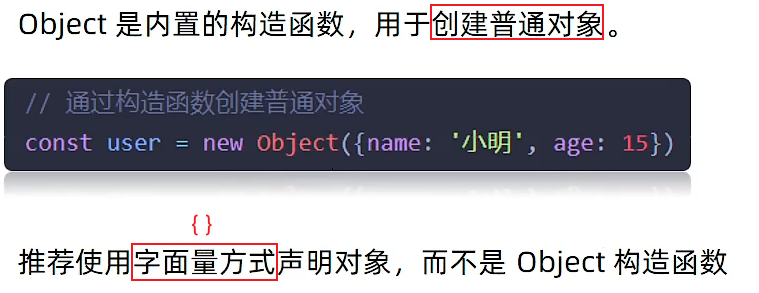 Object 是内置的构造函数，用于创建普通对象。
// 通过构造函数创建普通对象
const user = new Object({name: '小明', age: 15})
{ }
推荐使用字面量方式声明对象，而不是 Object 构造函数